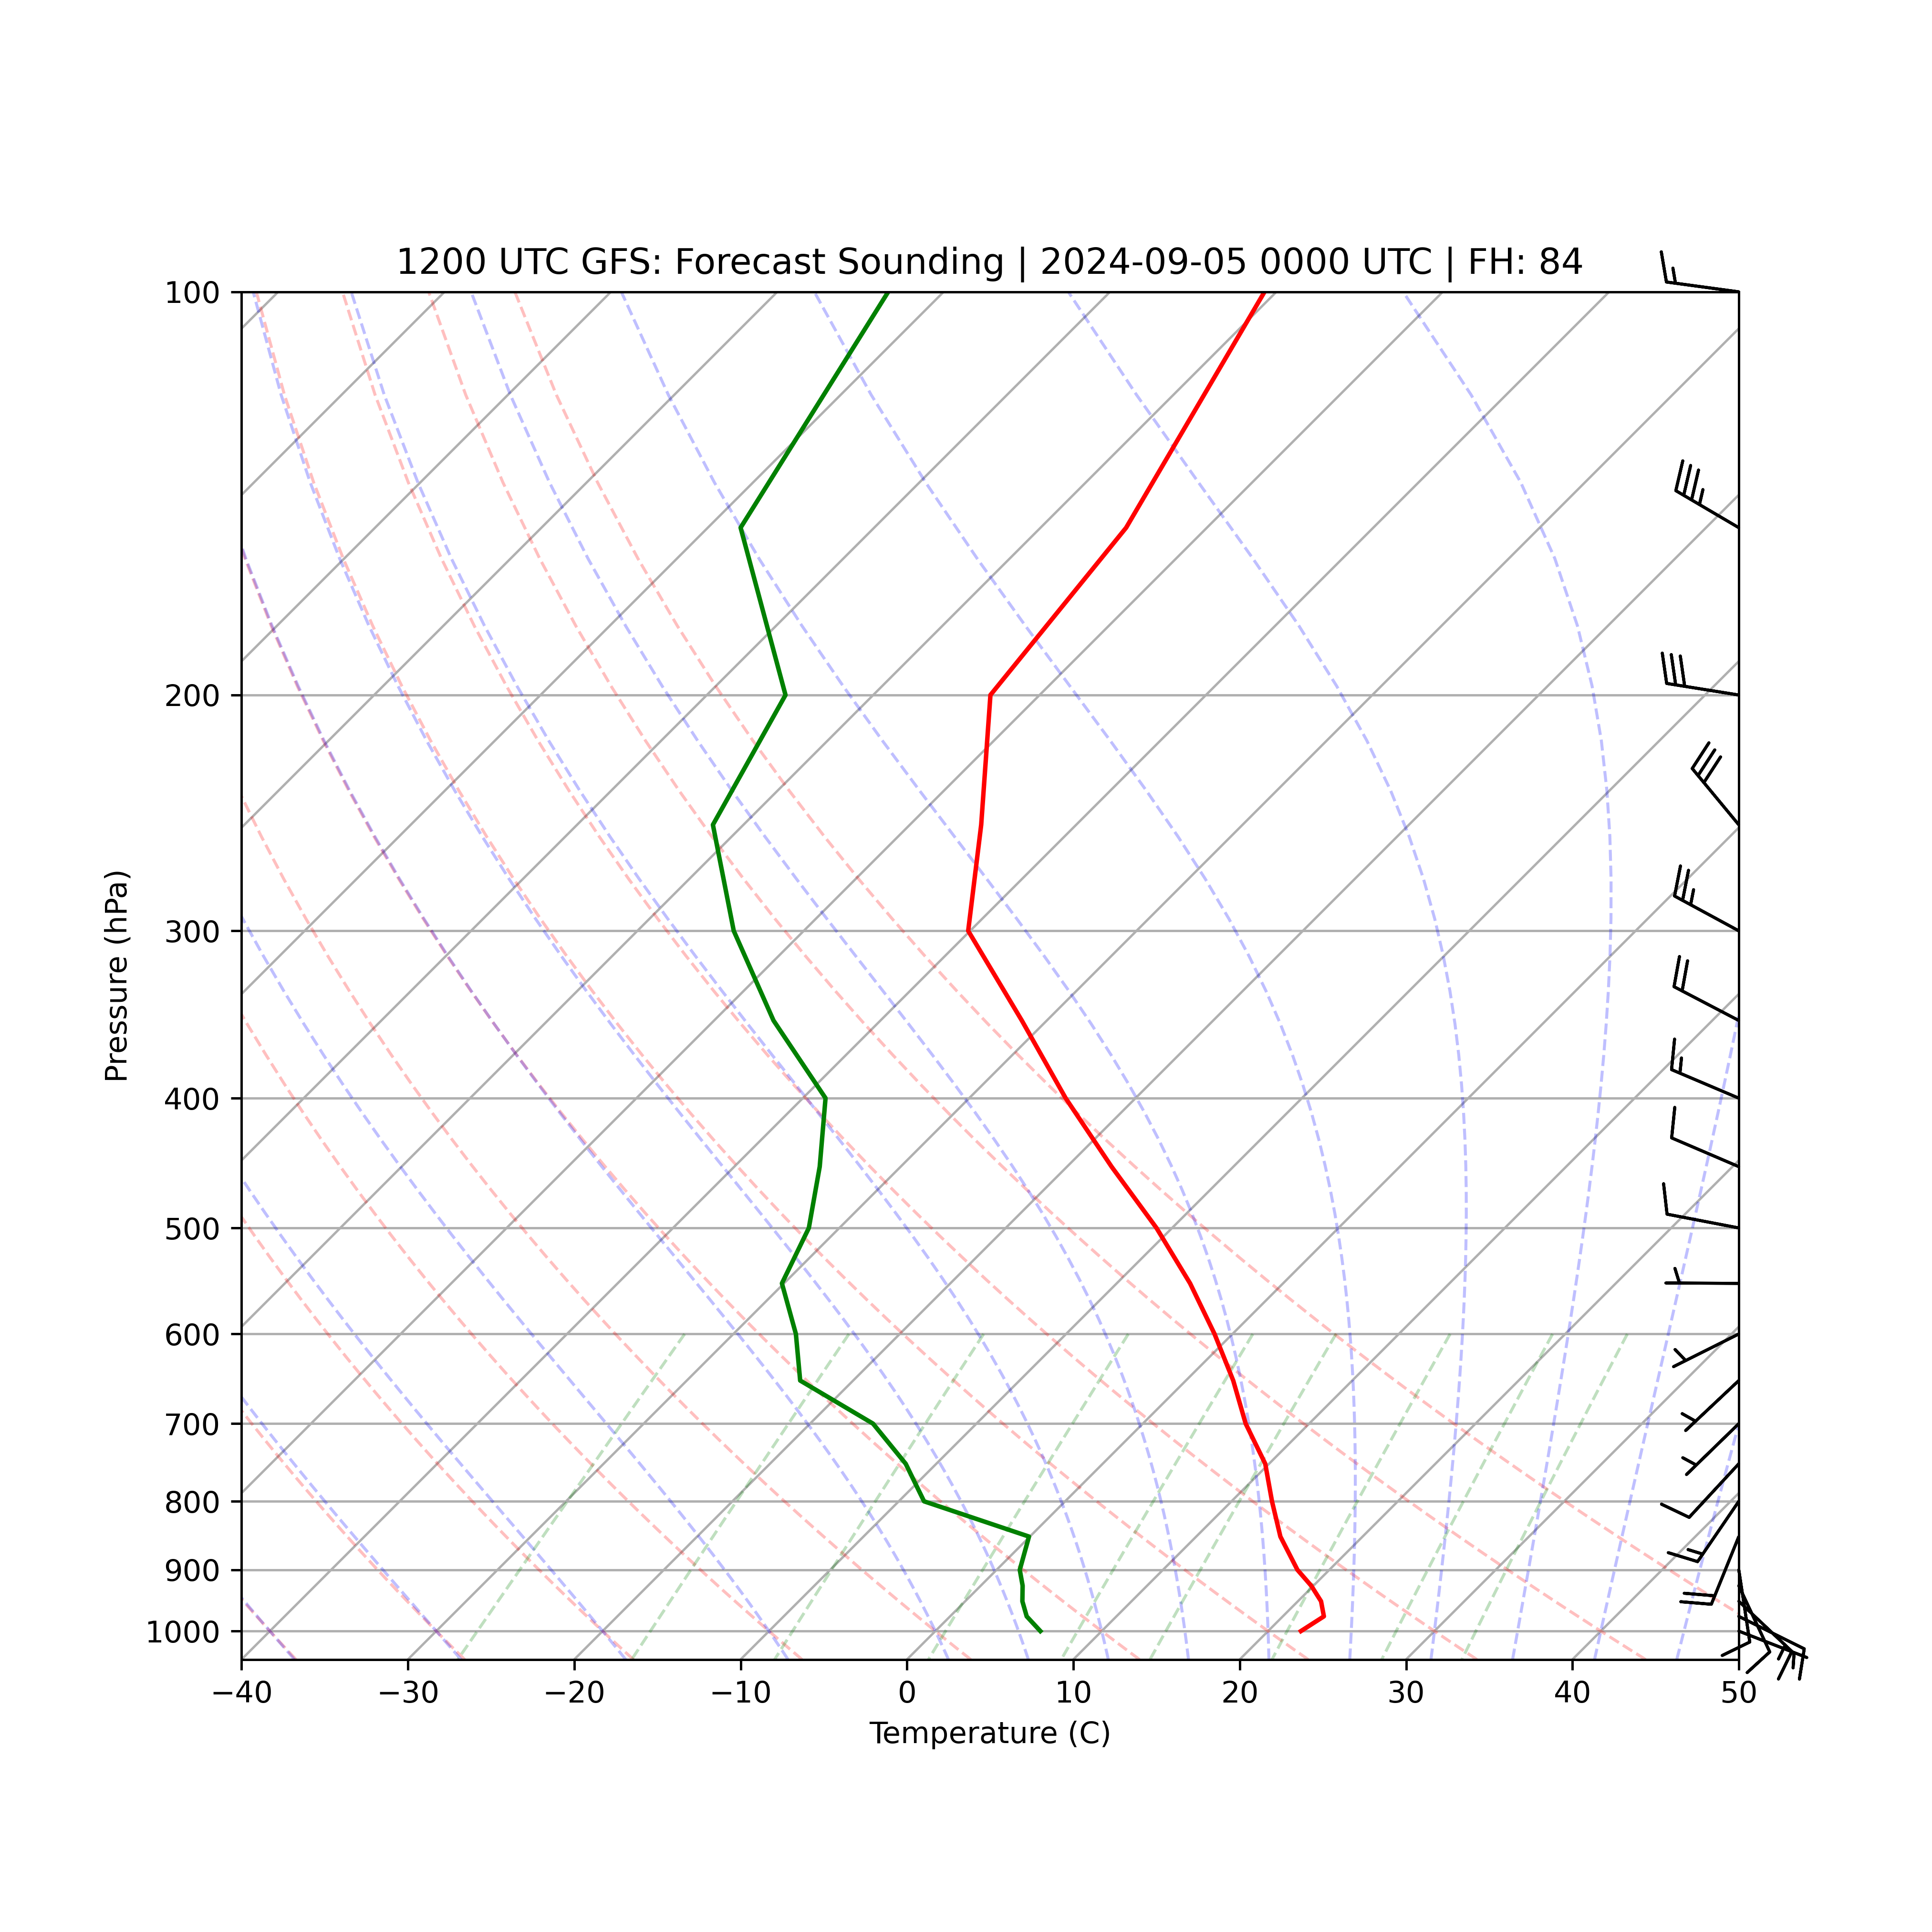 1200 UTC GFS: Forecast Sounding | 2024-09-05 0000 UTC | FH: 84
100
200
300
400
500
600
700
800
900
1000
Pressure (hPa)
−40 −30 −20 −10 0 10 20 30 40 50
Temperature (C)